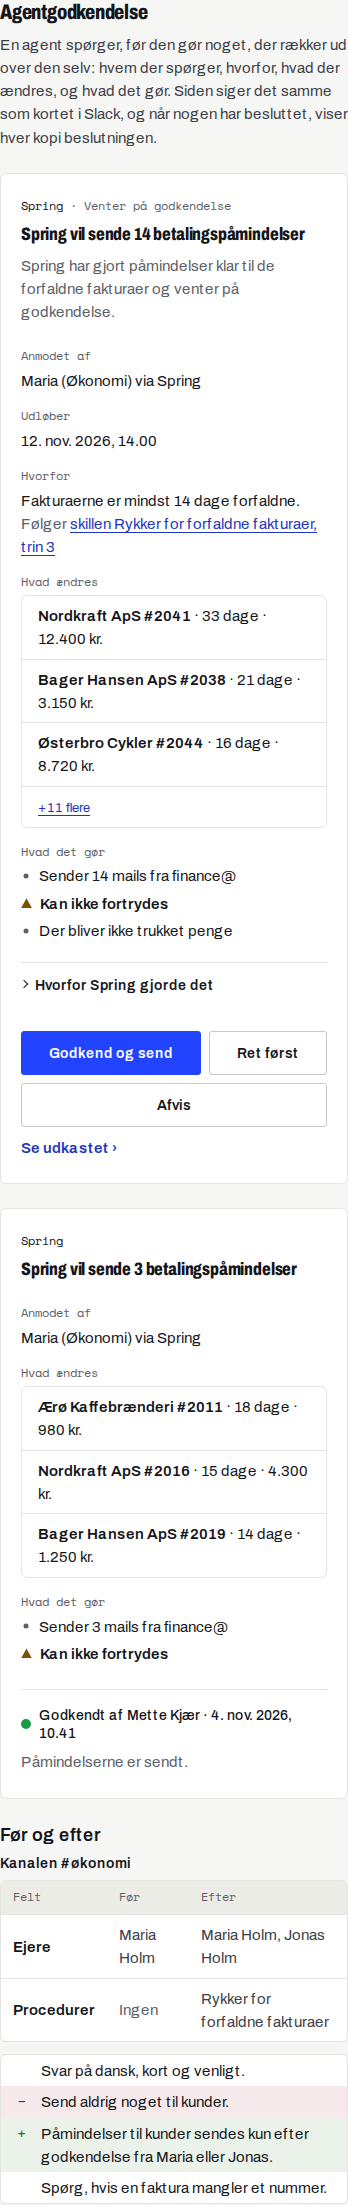 Agentgodkendelse
En agent spørger, før den gør noget, der rækker ud
over den selv: hvem der spørger, hvorfor, hvad der
ændres, og hvad det gør. Siden siger det samme
som kortet i Slack, og når nogen har besluttet, viser
hver kopi beslutningen.
Spring · Venter på godkendelse
Spring vil sende 14 betalingspåmindelser
Spring har gjort påmindelser klar til de
forfaldne fakturaer og venter på
godkendelse.
Anmodet af
Maria (Økonomi) via Spring
Udløber
12. nov. 2026, 14.00
Hvorfor
Fakturaerne er mindst 14 dage forfaldne.
Følger skillen Rykker for forfaldne fakturaer,
trin 3
Hvad ændres
Nordkraft ApS #2041 · 33 dage ·
12.400 kr.
Bager Hansen ApS #2038 · 21 dage ·
3.150 kr.
Østerbro Cykler #2044 · 16 dage ·
8.720 kr.
+11 flere
Hvad det gør
• Sender 14 mails fra finance@
▲ Kan ikke fortrydes
• Der bliver ikke trukket penge
› Hvorfor Spring gjorde det
Godkend og send Ret først
Afvis
Se udkastet ›
Spring
Spring vil sende 3 betalingspåmindelser
Anmodet af
Maria (Økonomi) via Spring
Hvad ændres
Ærø Kaffebrænderi #2011 · 18 dage ·
980 kr.
Nordkraft ApS #2016 · 15 dage · 4.300
kr.
Bager Hansen ApS #2019 · 14 dage ·
1.250 kr.
Hvad det gør
• Sender 3 mails fra finance@
▲ Kan ikke fortrydes
Godkendt af Mette Kjær · 4. nov. 2026,
10.41
Påmindelserne er sendt.
Før og efter
Kanalen #økonomi
Felt Før Efter
Ejere Maria Holm Maria Holm, Jonas Holm
Procedurer Ingen Rykker for forfaldne fakturaer
Svar på dansk, kort og venligt.
− Send aldrig noget til kunder.
+ Påmindelser til kunder sendes kun efter
godkendelse fra Maria eller Jonas.
Spørg, hvis en faktura mangler et nummer.